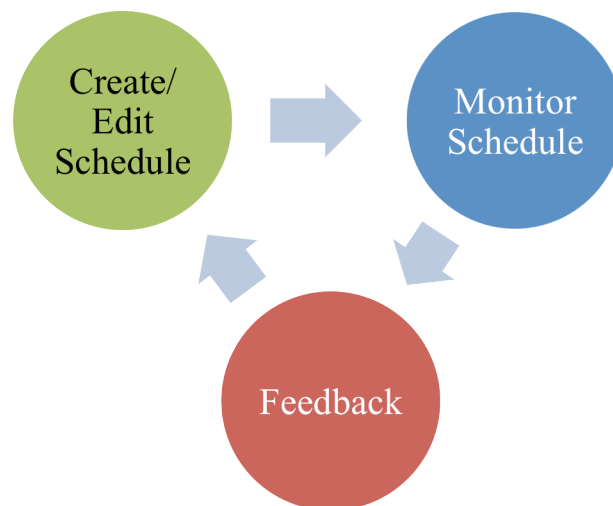 Create/
Edit
Schedule
Monitor
Schedule
Feedback